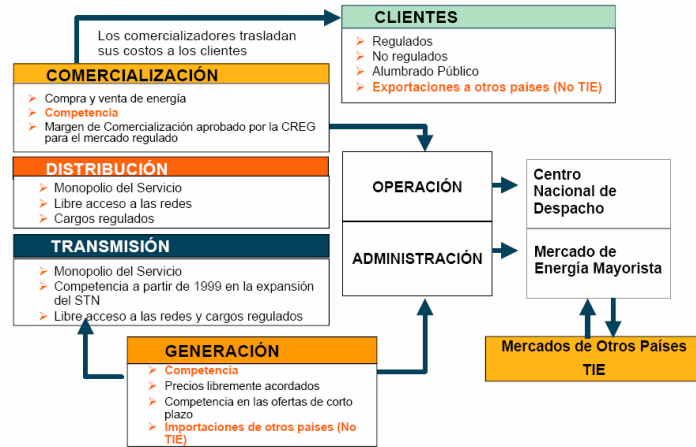 Los comercializadores trasladan
sus costos a los clientes
CLIENTES
Regulados
No regulados
Alumbrado Público
Exportaciones a otros países (No TIE)
COMERCIALIZACIÓN
Compra y venta de energía
Competencia
Margen de Comercialización aprobado por la CREG
para el mercado regulado
DISTRIBUCIÓN
Monopolio del Servicio
Libre acceso a las redes
Cargos regulados
TRANSMISIÓN
Monopolio del Servicio
Competencia a partir de 1999 en la expansión
del STN
Libre acceso a las redes y cargos regulados
GENERACIÓN
Competencia
Precios libremente acordados
Competencia en las ofertas de corto
plazo
Importaciones de otros países (No
TIE)
OPERACIÓN
ADMINISTRACIÓN
Centro
Nacional de
Despacho
Mercado de
Energía Mayorista
Mercados de Otros Países
TIE